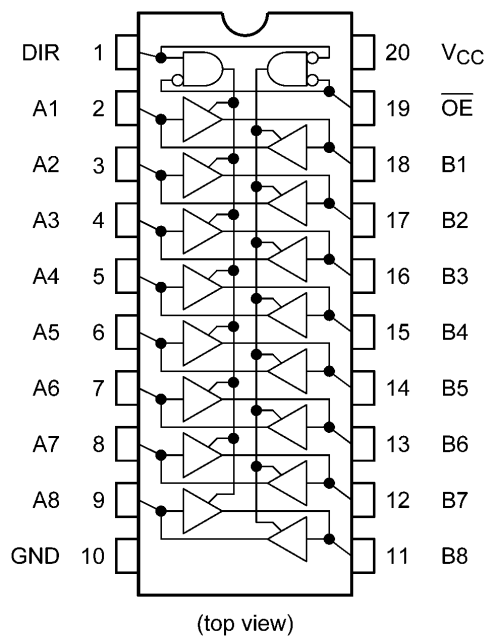 DIR 1 20 VCC
A1 2 19 O̅E̅
A2 3 18 B1
A3 4 17 B2
A4 5 16 B3
A5 6 15 B4
A6 7 14 B5
A7 8 13 B6
A8 9 12 B7
GND 10 11 B8
(top view)